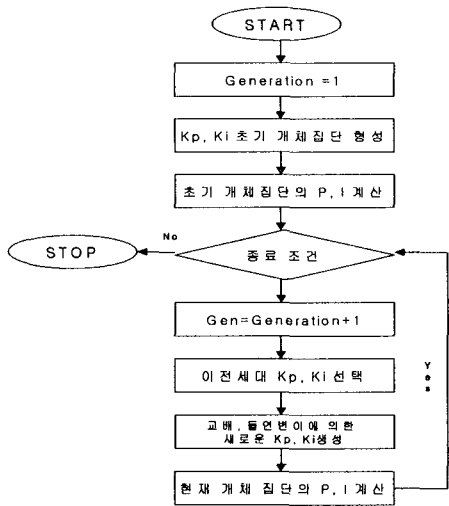 START
Generation =1
Kp, Ki 초기 개체집단 형성
초기 개체집단의 P, I 계산
No
STOP
종료 조건
Gen=Generation+1
Yes
이전세대 Kp, Ki 선택
교배, 돌연변이에 의한
새로운 Kp, Ki생성
현재 개체 집단의 P, I 계산